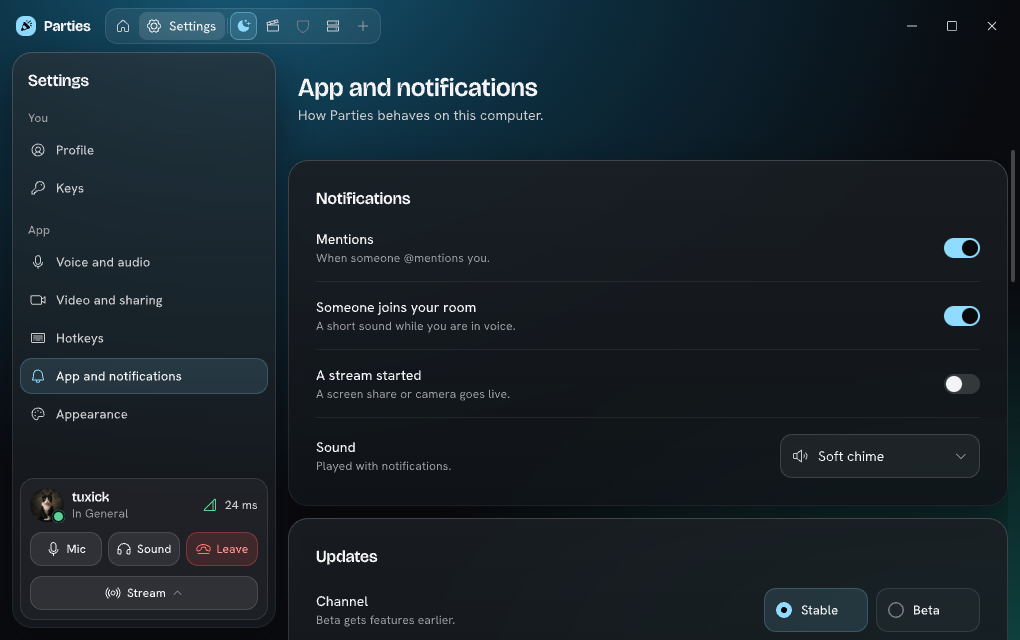 Parties
Settings
Settings
You
Profile
Keys
App
Voice and audio
Video and sharing
Hotkeys
App and notifications
Appearance
tuxick
In General
24 ms
Mic
Sound
Leave
Stream
App and notifications
How Parties behaves on this computer.
Notifications
Mentions
When someone @mentions you.
Someone joins your room
A short sound while you are in voice.
A stream started
A screen share or camera goes live.
Sound
Played with notifications.
Soft chime
Updates
Channel
Beta gets features earlier.
Stable
Beta